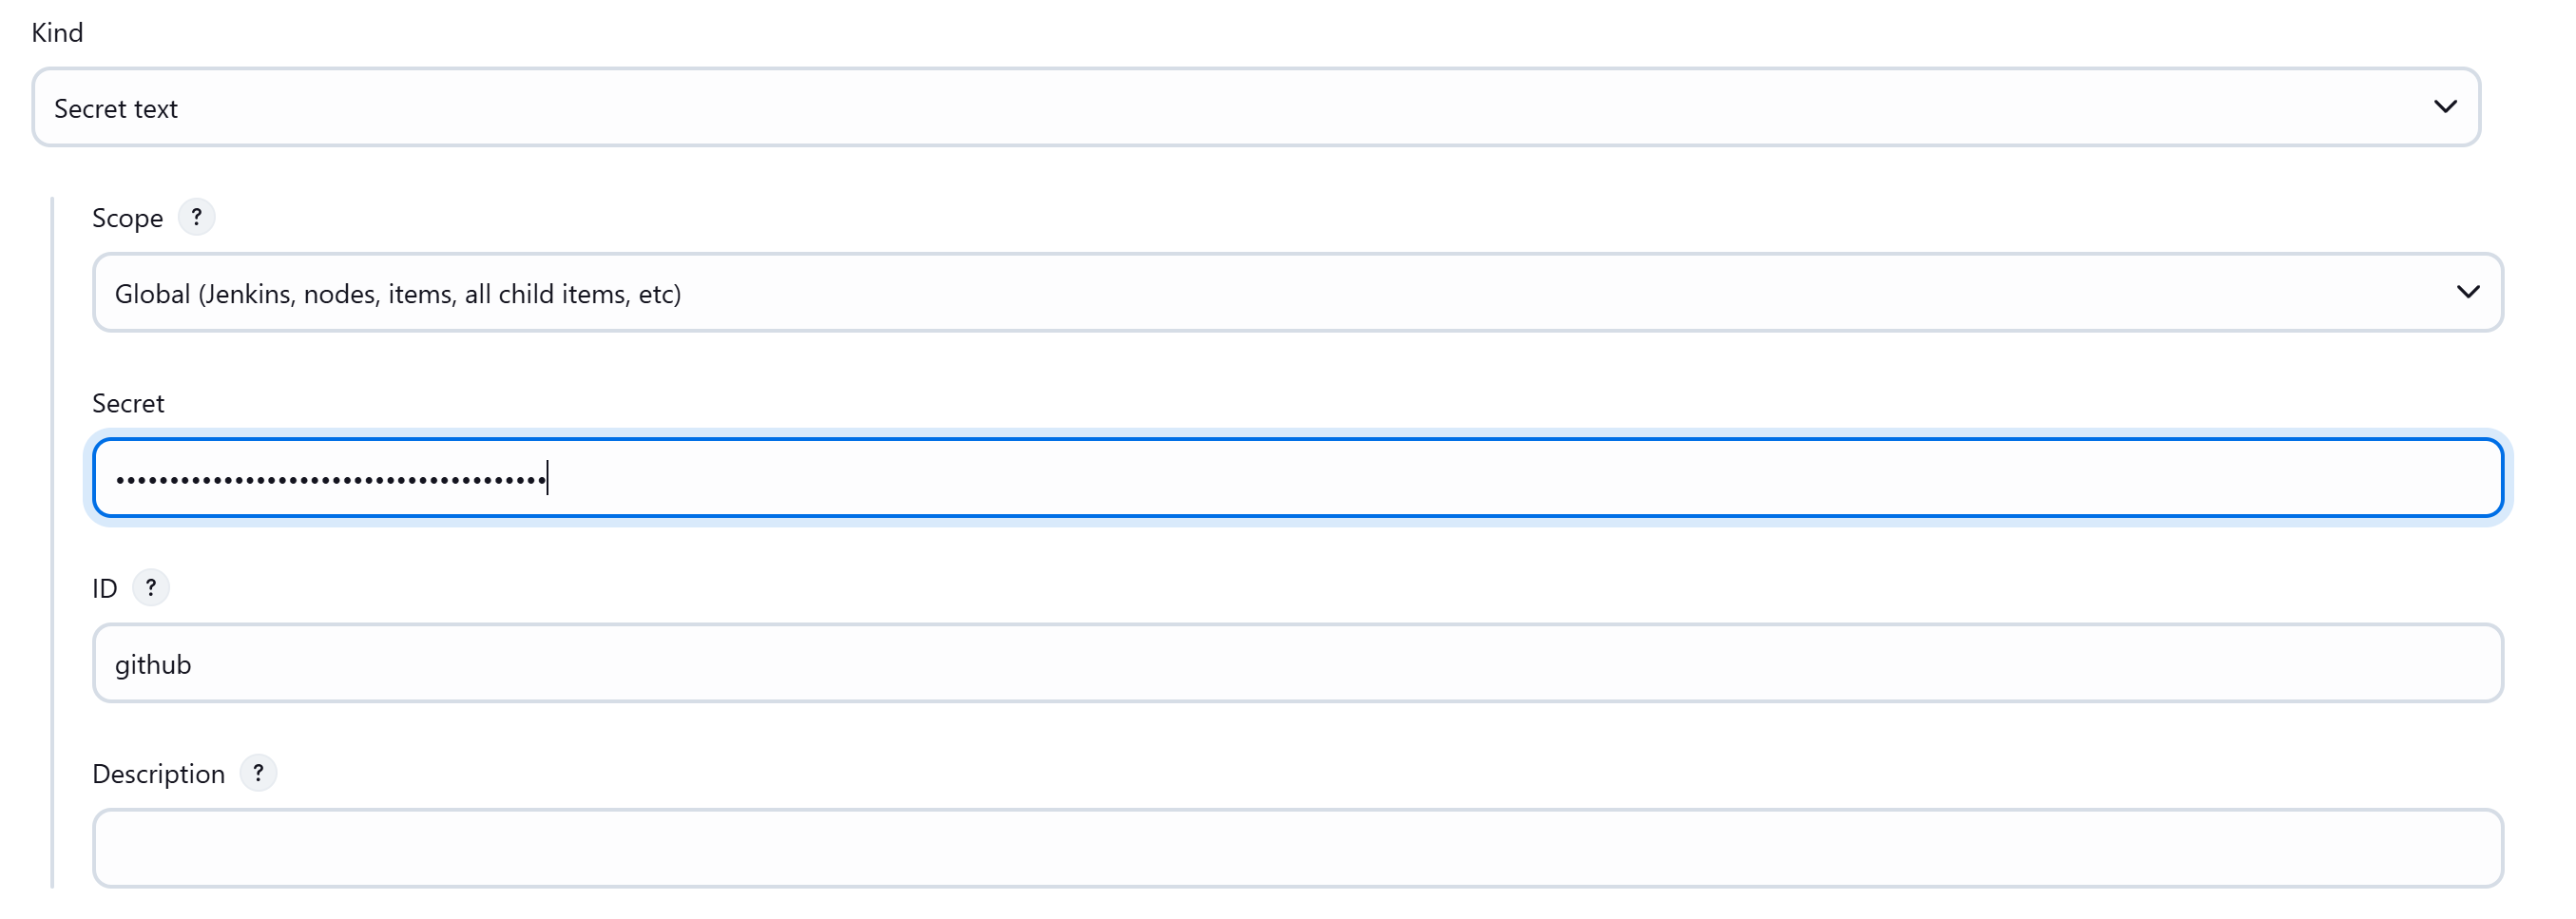 Kind
Secret text
Scope ?
Global (Jenkins, nodes, items, all child items, etc)
Secret
••••••••••••••••••••••••••••••••••••••••
ID ?
github
Description ?